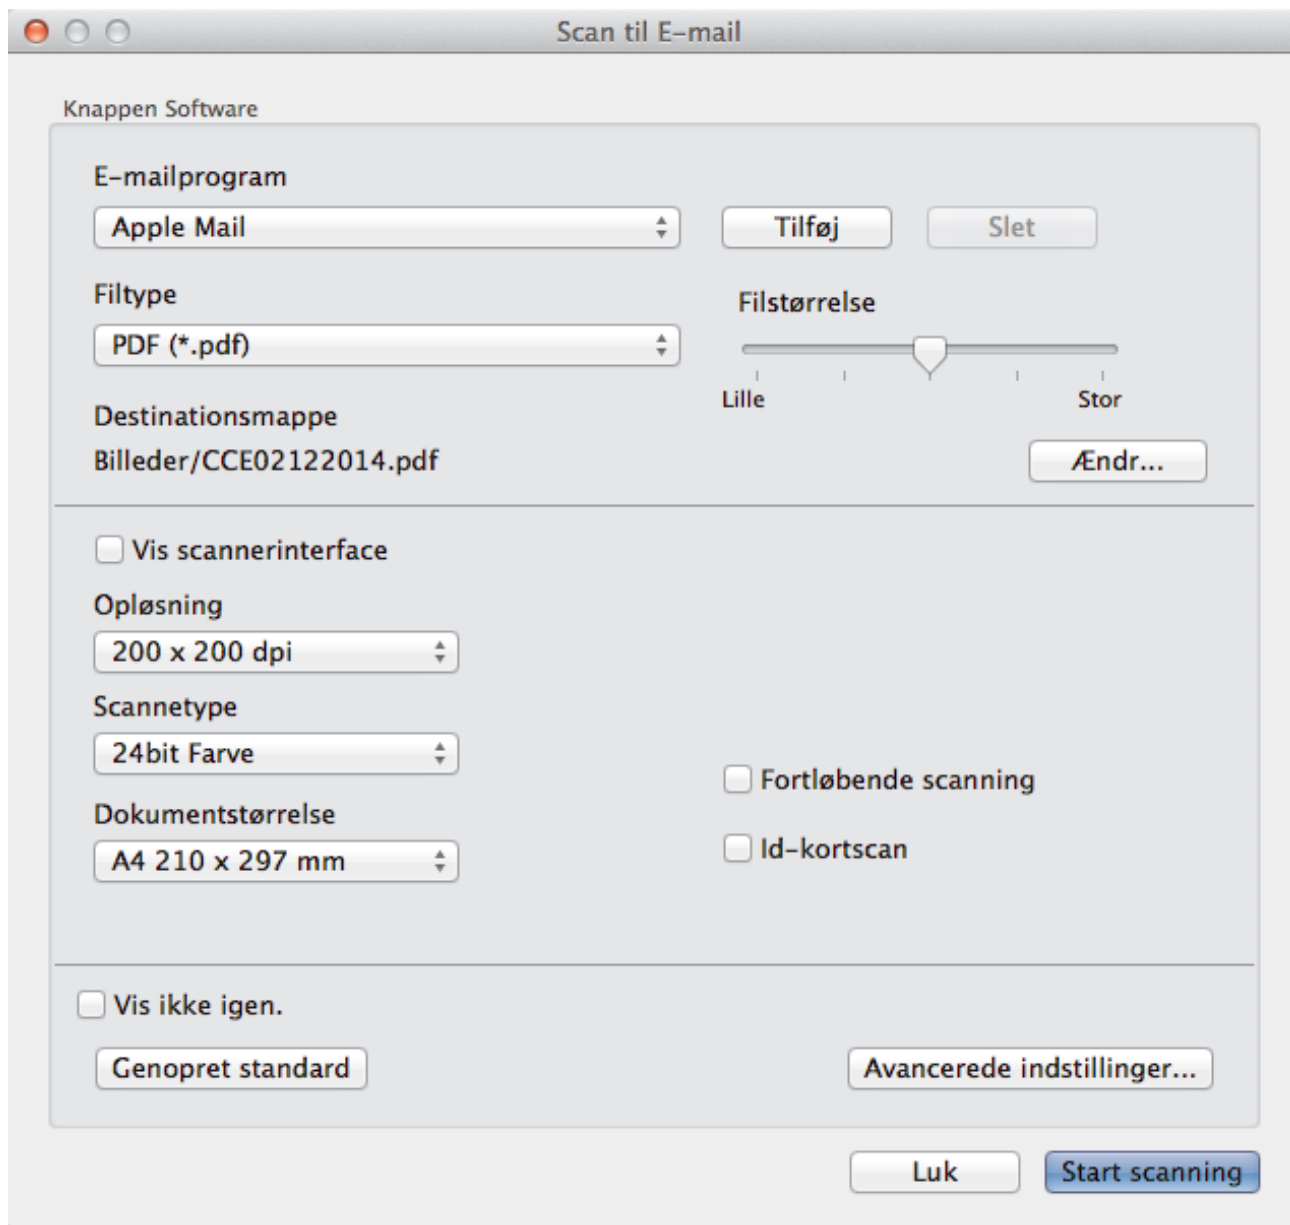 Scan til E-mail
Knappen Software
E-mailprogram
Apple Mail
Tilføj
Slet
Filtype
Filstørrelse
PDF (*.pdf)
Lille
Stor
Destinationsmappe
Billeder/CCE02122014.pdf
Ændr...
Vis scannerinterface
Opløsning
200 x 200 dpi
Scannetype
24bit Farve
Fortløbende scanning
Dokumentstørrelse
Id-kortscan
A4 210 x 297 mm
Vis ikke igen.
Genopret standard
Avancerede indstillinger...
Luk
Start scanning